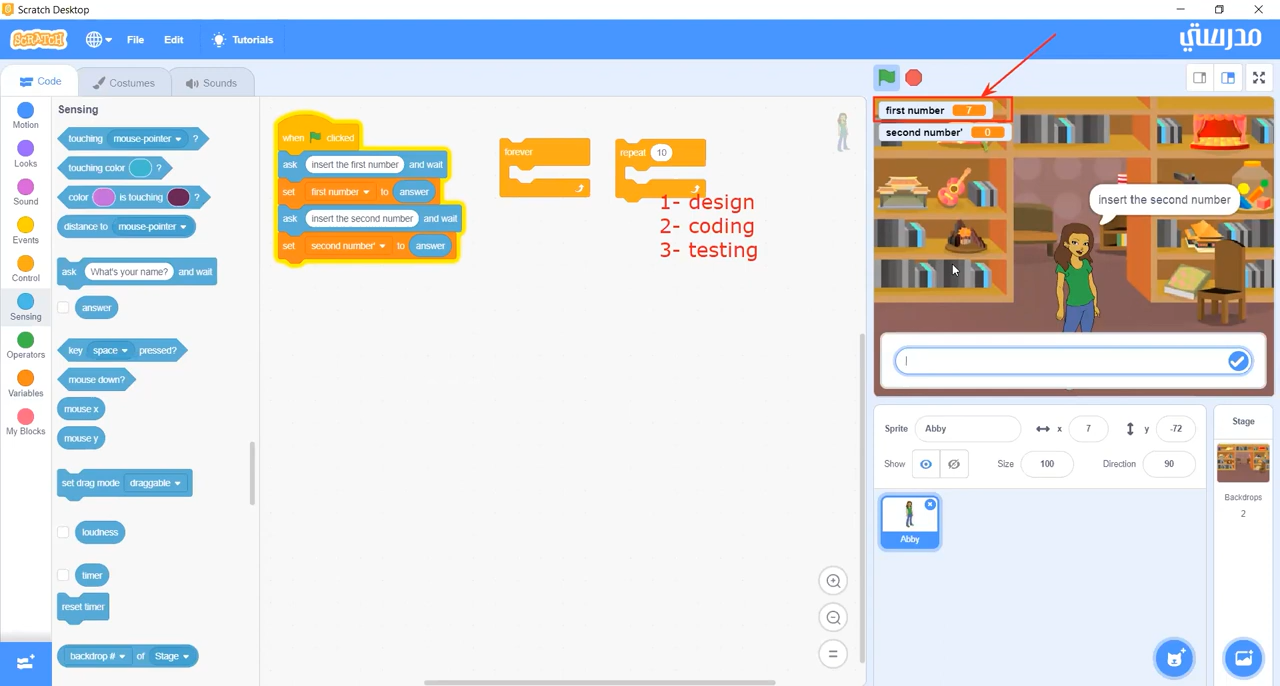 Scratch Desktop
SCRATCH
File
Edit
Tutorials
مدرستي
Code
Costumes
Sounds
Motion
Looks
Sound
Events
Control
Sensing
Operators
Variables
My Blocks
Sensing
touching mouse-pointer ?
touching color ?
color is touching ?
distance to mouse-pointer
ask What's your name? and wait
answer
key space pressed?
mouse down?
mouse x
mouse y
set drag mode draggable
loudness
timer
reset timer
backdrop # of Stage
when clicked
ask insert the first number and wait
set first number to answer
ask insert the second number and wait
set second number' to answer
forever
repeat 10
1- design
2- coding
3- testing
first number 7
second number' 0
insert the second number
Sprite Abby x 7 y -72
Show Size 100 Direction 90
Abby
Stage
Backdrops
2